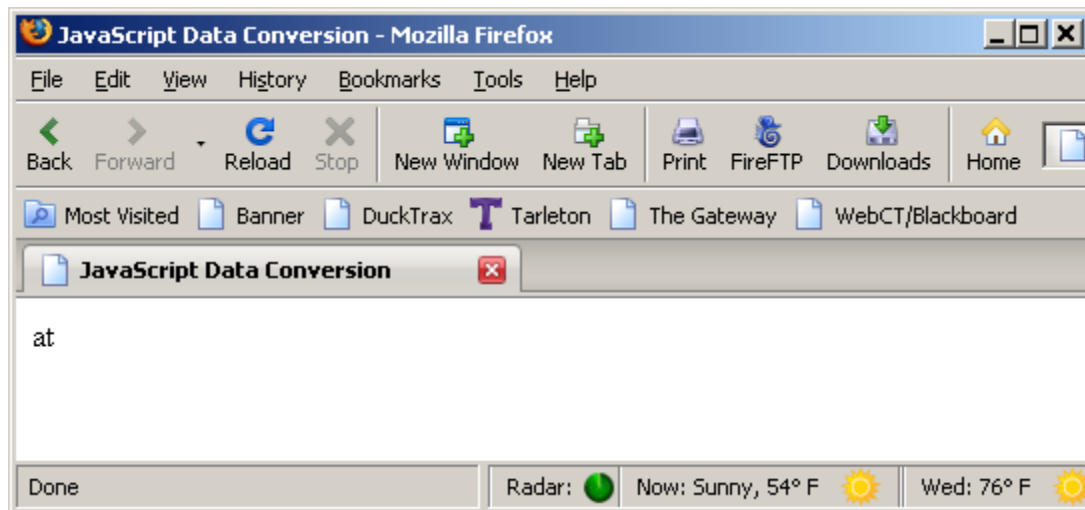 JavaScript Data Conversion - Mozilla Firefox
File Edit View History Bookmarks Tools Help
Back Forward Reload Stop New Window New Tab Print FireFTP Downloads Home
Most Visited Banner DuckTrax Tarleton The Gateway WebCT/Blackboard
JavaScript Data Conversion
at
Done Radar: Now: Sunny, 54° F Wed: 76° F